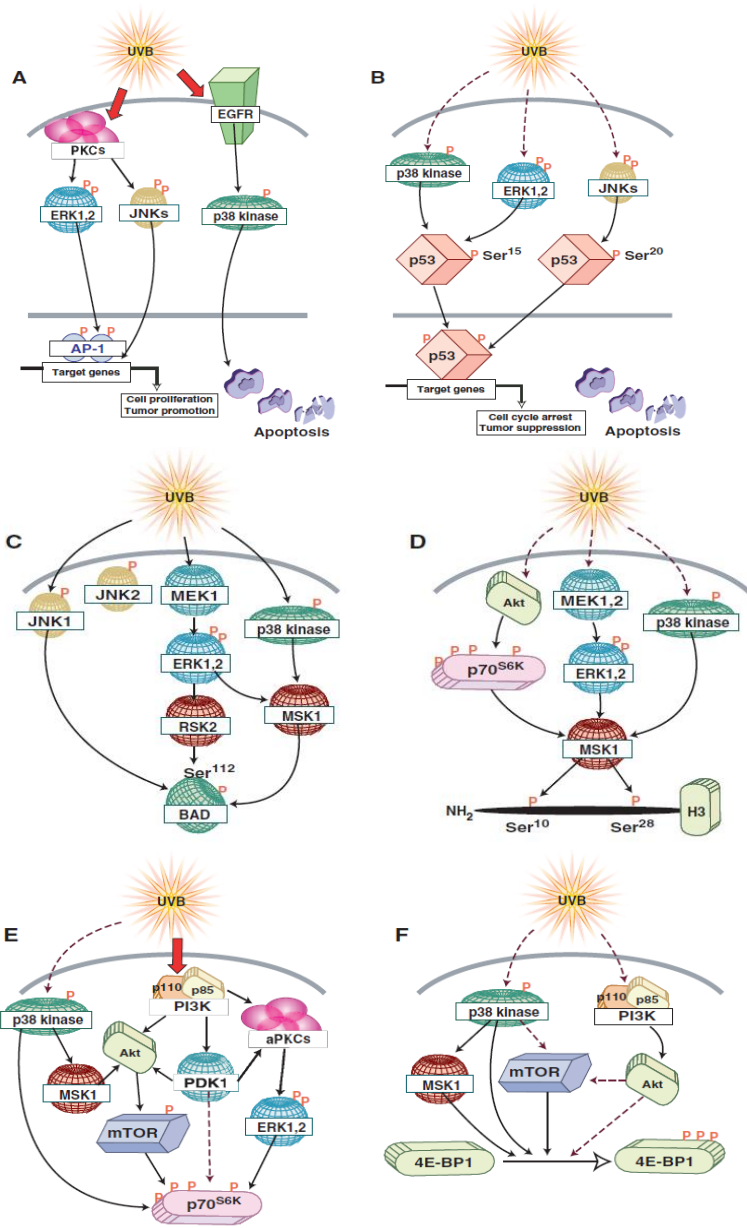 UVB
A
EGFR
PKCs
P
P
P
P
P
ERK1,2
JNKs
p38 kinase
P
P
AP-1
Target genes
Cell proliferation
Tumor promotion
Apoptosis
UVB
B
P
P
P
P
P
p38 kinase
ERK1,2
JNKs
p53
P
Ser15
p53
P
Ser20
P
P
p53
Target genes
Cell cycle arrest
Tumor suppression
Apoptosis
UVB
C
P
P
JNK2
MEK1
P
JNK1
p38 kinase
P
P
ERK1,2
MSK1
RSK2
Ser112
P
BAD
UVB
D
Akt
MEK1,2
P
p38 kinase
P
P
P
P
p70S6K
P
P
ERK1,2
MSK1
P
P
NH2
H3
Ser10
Ser28
UVB
E
P
p110
p85
PI3K
p38 kinase
aPKCs
Akt
MSK1
PDK1
P
P
P
mTOR
ERK1,2
P
P
P
P
p70S6K
UVB
F
P
p110
p85
p38 kinase
PI3K
MSK1
mTOR
Akt
P
P
P
4E-BP1
4E-BP1